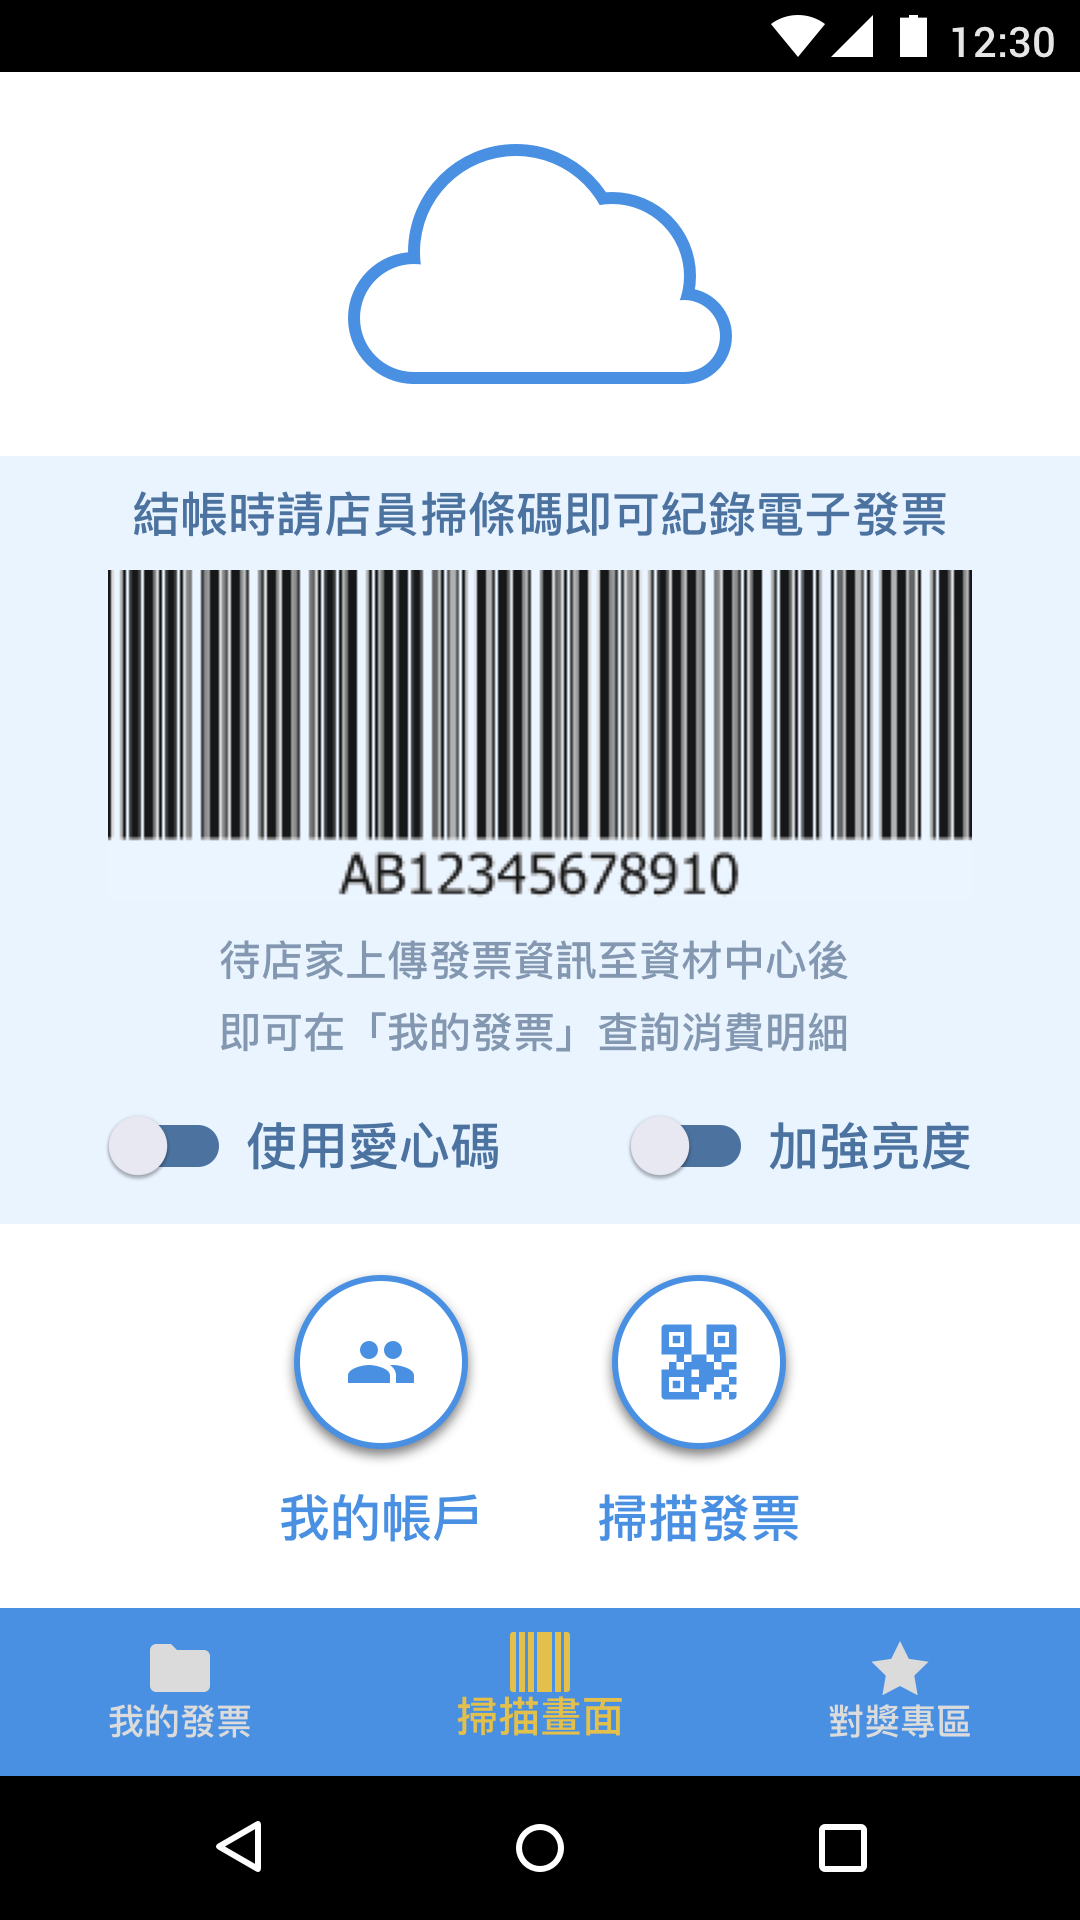 12:30
結帳時請店員掃條碼即可紀錄電子發票
AB12345678910
待店家上傳發票資訊至資材中心後
即可在「我的發票」查詢消費明細
使用愛心碼
加強亮度
我的帳戶
掃描發票
我的發票
掃描畫面
對獎專區